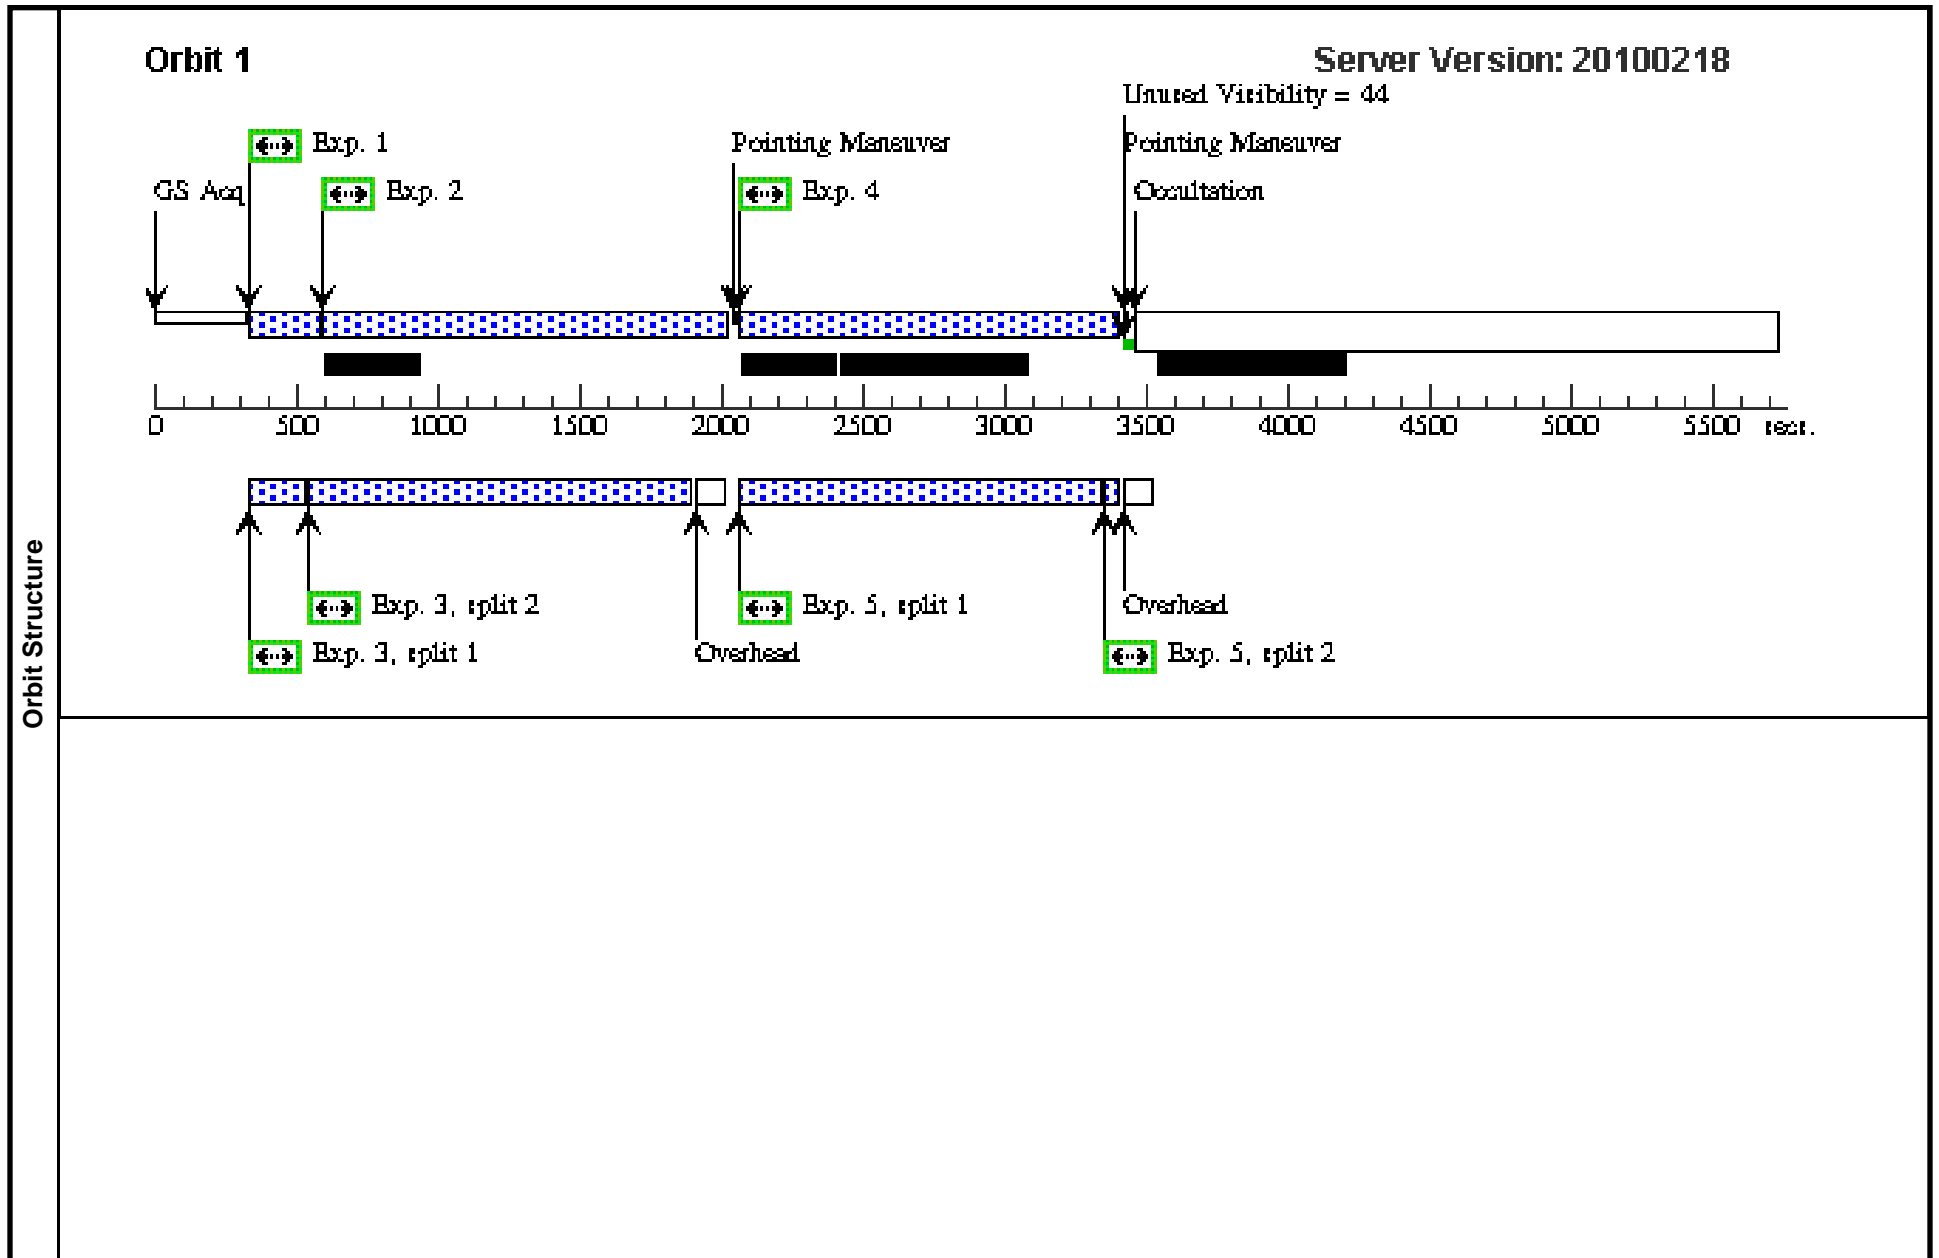 Orbit 1
Server Version: 20100218
Unused Visibility = 44
Exp. 1
Pointing Maneuver
Pointing Maneuver
GS Acq
Exp. 2
Exp. 4
Occultation
0 500 1000 1500 2000 2500 3000 3500 4000 4500 5000 5500 secs.
Exp. 3, split 2
Exp. 5, split 1
Overhead
Exp. 3, split 1
Overhead
Exp. 5, split 2
Orbit Structure